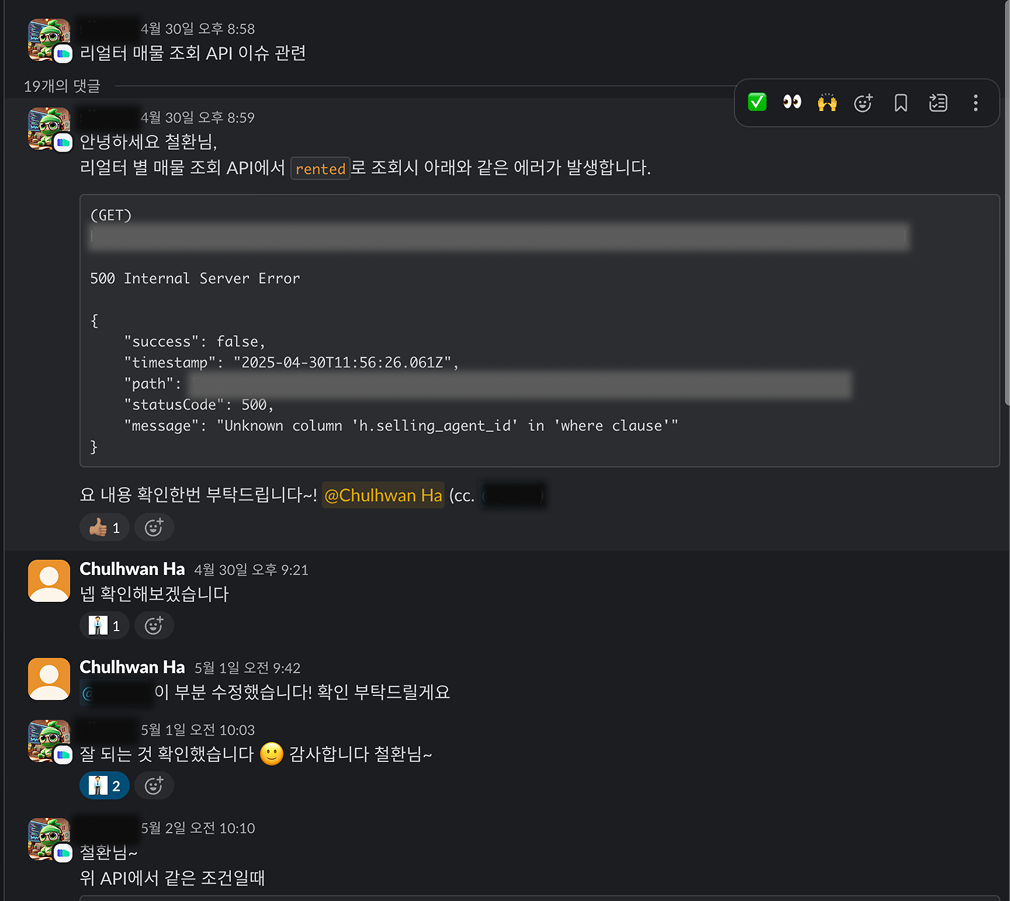 4월 30일 오후 8:58
리얼터 매물 조회 API 이슈 관련
19개의 댓글
4월 30일 오후 8:59
안녕하세요 철환님,
리얼터 별 매물 조회 API에서 rented로 조회시 아래와 같은 에러가 발생합니다.
(GET)
500 Internal Server Error
{
"success": false,
"timestamp": "2025-04-30T11:56:26.061Z",
"path":
"statusCode": 500,
"message": "Unknown column 'h.selling_agent_id' in 'where clause'"
}
요 내용 확인한번 부탁드립니다~! @Chulhwan Ha (cc.
1
Chulhwan Ha 4월 30일 오후 9:21
넵 확인해보겠습니다
1
Chulhwan Ha 5월 1일 오전 9:42
@ 이 부분 수정했습니다! 확인 부탁드릴게요
5월 1일 오전 10:03
잘 되는 것 확인했습니다 감사합니다 철환님~
2
5월 2일 오전 10:10
철환님~
위 API에서 같은 조건일때